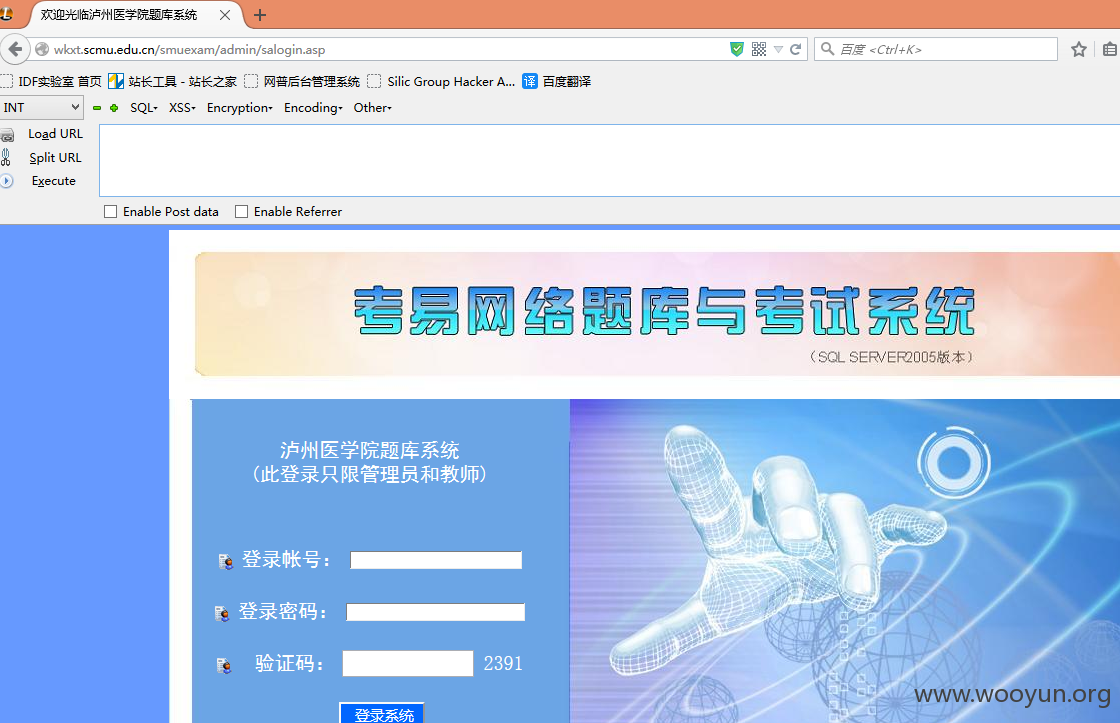 欢迎光临泸州医学院题库系统
wkxt.scmu.edu.cn/smuexam/admin/salogin.asp
百度 <Ctrl+K>
IDF实验室 首页 站长工具 - 站长之家 网普后台管理系统 Silic Group Hacker A... 译 百度翻译
INT SQL XSS Encryption Encoding Other
Load URL
Split URL
Execute
Enable Post data Enable Referrer
考易网络题库与考试系统
（SQL SERVER2005版本）
泸州医学院题库系统
(此登录只限管理员和教师)
登录帐号：
登录密码：
验证码： 2391
登录系统
www.wooyun.org